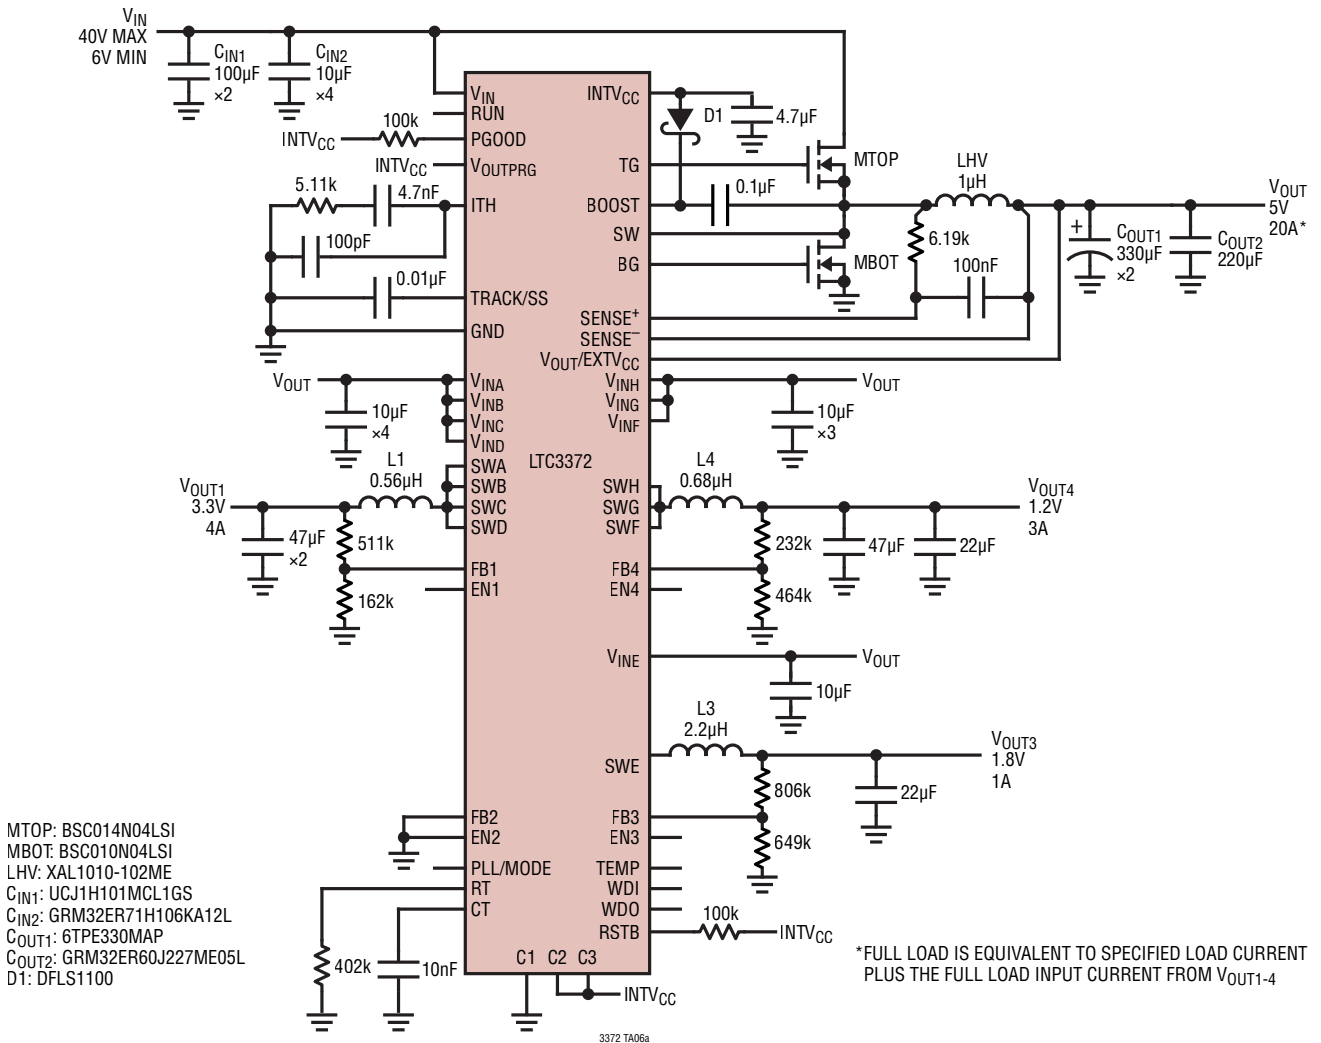 VIN
40V MAX
6V MIN
CIN1
100µF
×2
CIN2
10µF
×4
VIN
RUN
INTVCC
100k
PGOOD
INTVCC
VOUTPRG
5.11k
4.7nF
ITH
100pF
0.01µF
TRACK/SS
GND
INTVCC
D1
4.7µF
TG
MTOP
BOOST
0.1µF
SW
BG
MBOT
LHV
1µH
6.19k
100nF
SENSE+
SENSE–
VOUT/EXTVCC
VOUT
5V
20A*
+
COUT1
330µF
×2
COUT2
220µF
VOUT
10µF
×4
VINA
VINB
VINC
VIND
VINH
VING
VINF
VOUT
10µF
×3
LTC3372
L1
0.56µH
SWA
SWB
SWC
SWD
VOUT1
3.3V
4A
47µF
×2
511k
162k
FB1
EN1
L4
0.68µH
SWH
SWG
SWF
VOUT4
1.2V
3A
232k
464k
47µF
22µF
FB4
EN4
VINE
VOUT
10µF
L3
2.2µH
SWE
VOUT3
1.8V
1A
806k
649k
22µF
FB3
EN3
FB2
EN2
PLL/MODE
RT
CT
TEMP
WDI
WDO
RSTB
100k
INTVCC
402k
10nF
C1 C2 C3
INTVCC
MTOP: BSC014N04LSI
MBOT: BSC010N04LSI
LHV: XAL1010-102ME
CIN1: UCJ1H101MCL1GS
CIN2: GRM32ER71H106KA12L
COUT1: 6TPE330MAP
COUT2: GRM32ER60J227ME05L
D1: DFLS1100
*FULL LOAD IS EQUIVALENT TO SPECIFIED LOAD CURRENT
PLUS THE FULL LOAD INPUT CURRENT FROM VOUT1-4
3372 TA06a